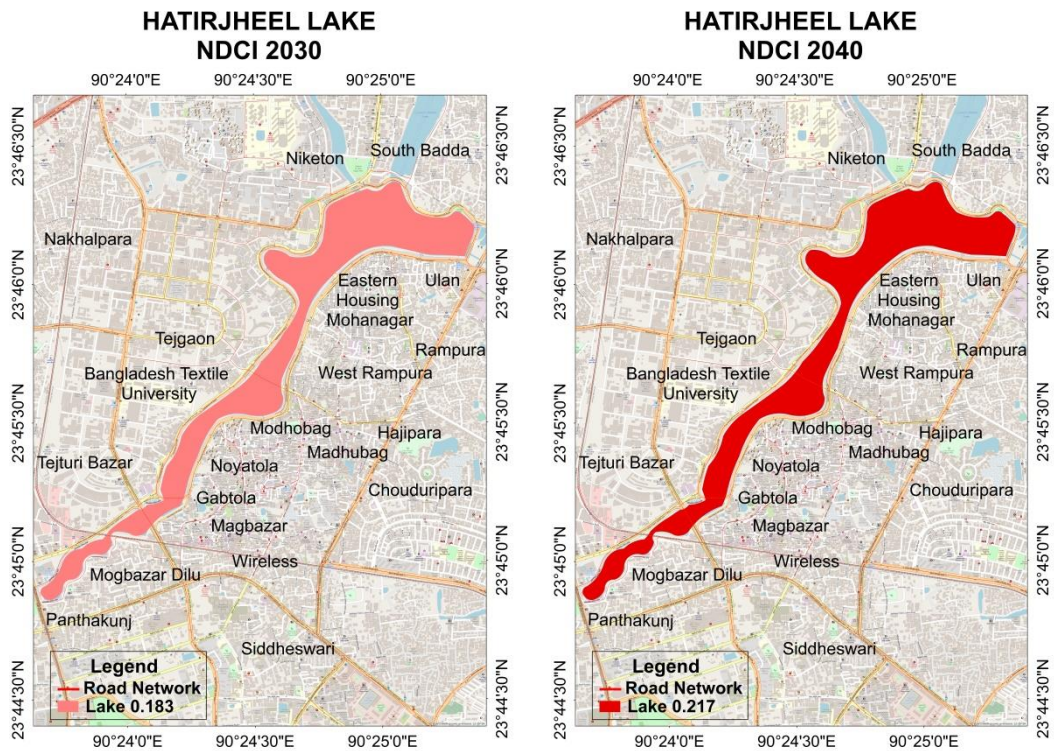 HATIRJHEEL LAKE
NDCI 2030
90°24'0"E
90°24'30"E
90°25'0"E
23°46'30"N
23°46'30"N
23°46'0"N
23°46'0"N
23°45'30"N
23°45'30"N
23°45'0"N
23°45'0"N
23°44'30"N
23°44'30"N
Niketon
South Badda
Nakhalpara
Eastern
Housing
Mohanagar
Ulan
Tejgaon
Rampura
Bangladesh Textile
University
West Rampura
Modhobag
Hajipara
Madhubag
Tejturi Bazar
Noyatola
Gabtola
Chouduripara
Magbazar
Wireless
Mogbazar Dilu
Panthakunj
Siddheswari
Legend
Road Network
Lake 0.183
90°24'0"E
90°24'30"E
90°25'0"E
HATIRJHEEL LAKE
NDCI 2040
90°24'0"E
90°24'30"E
90°25'0"E
23°46'30"N
23°46'30"N
23°46'0"N
23°46'0"N
23°45'30"N
23°45'30"N
23°45'0"N
23°45'0"N
23°44'30"N
23°44'30"N
Niketon
South Badda
Nakhalpara
Eastern
Housing
Mohanagar
Ulan
Tejgaon
Rampura
Bangladesh Textile
University
West Rampura
Modhobag
Hajipara
Madhubag
Tejturi Bazar
Noyatola
Gabtola
Chouduripara
Magbazar
Wireless
Mogbazar Dilu
Panthakunj
Siddheswari
Legend
Road Network
Lake 0.217
90°24'0"E
90°24'30"E
90°25'0"E